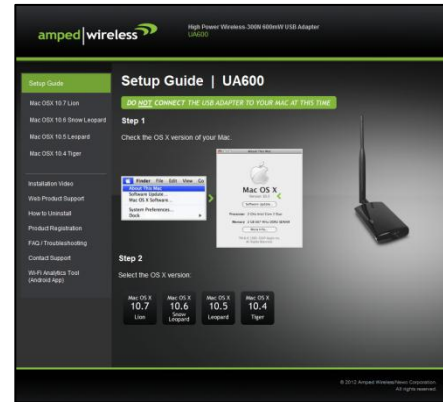 amped wireless
High Power Wireless-300N 600mW USB Adapter
UA600
Setup Guide
Mac OSX 10.7 Lion
Mac OSX 10.6 Snow Leopard
Mac OSX 10.5 Leopard
Mac OSX 10.4 Tiger
Installation Video
Web Product Support
How to Uninstall
Product Registration
FAQ / Troubleshooting
Contact Support
Wi-Fi Analytics Tool
(Android App)
Setup Guide | UA600
DO NOT CONNECT THE USB ADAPTER TO YOUR MAC AT THIS TIME
Step 1
Check the OS X version of your Mac.
Finder File Edit View Go
About This Mac
Software Update...
Mac OS X Software...
System Preferences...
Dock
About This Mac
Mac OS X
Software Update...
Processor
Memory
More Info...
Step 2
Select the OS X version:
Mac OS X
10.7
Lion
Mac OS X
10.6
Snow
Leopard
Mac OS X
10.5
Leopard
Mac OS X
10.4
Tiger
© 2012 Amped Wireless/Newo Corporation
All rights reserved